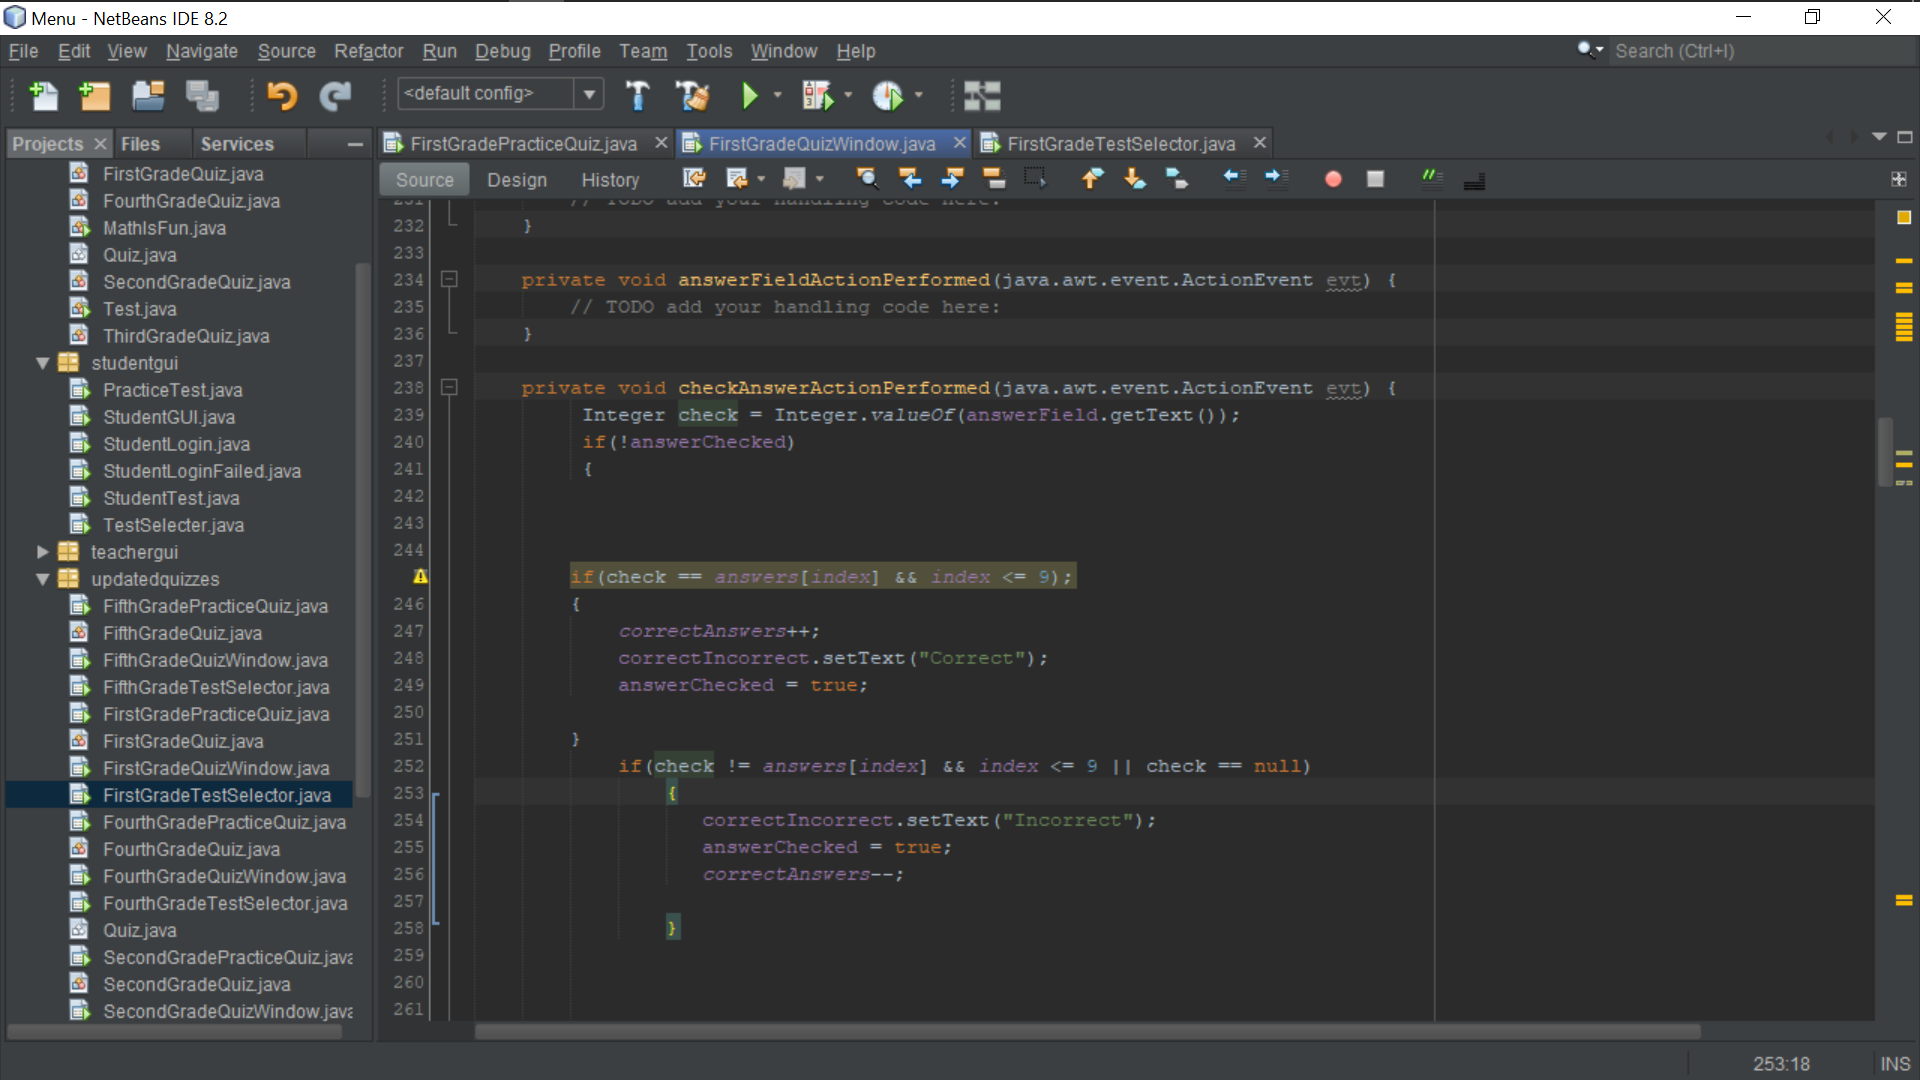 Menu - NetBeans IDE 8.2
File Edit View Navigate Source Refactor Run Debug Profile Team Tools Window Help
Search (Ctrl+I)
<default config>
Projects Files Services
FirstGradePracticeQuiz.java FirstGradeQuizWindow.java FirstGradeTestSelector.java
Source Design History
FirstGradeQuiz.java
FourthGradeQuiz.java
MathIsFun.java
Quiz.java
SecondGradeQuiz.java
Test.java
ThirdGradeQuiz.java
studentgui
PracticeTest.java
StudentGUI.java
StudentLogin.java
StudentLoginFailed.java
StudentTest.java
TestSelecter.java
teachergui
updatedquizzes
FifthGradePracticeQuiz.java
FifthGradeQuiz.java
FifthGradeQuizWindow.java
FifthGradeTestSelector.java
FirstGradePracticeQuiz.java
FirstGradeQuiz.java
FirstGradeQuizWindow.java
FirstGradeTestSelector.java
FourthGradePracticeQuiz.java
FourthGradeQuiz.java
FourthGradeQuizWindow.java
FourthGradeTestSelector.java
Quiz.java
SecondGradePracticeQuiz.java
SecondGradeQuiz.java
SecondGradeQuizWindow.java
231 // TODO add your handling code here:
232 }
233
234 private void answerFieldActionPerformed(java.awt.event.ActionEvent evt) {
235 // TODO add your handling code here:
236 }
237
238 private void checkAnswerActionPerformed(java.awt.event.ActionEvent evt) {
239 Integer check = Integer.valueOf(answerField.getText());
240 if(!answerChecked)
241 {
242
243
244
if(check == answers[index] && index <= 9);
246 {
247 correctAnswers++;
248 correctIncorrect.setText("Correct");
249 answerChecked = true;
250
251 }
252 if(check != answers[index] && index <= 9 || check == null)
253 {
254 correctIncorrect.setText("Incorrect");
255 answerChecked = true;
256 correctAnswers--;
257
258 }
259
260
261
253:18 INS